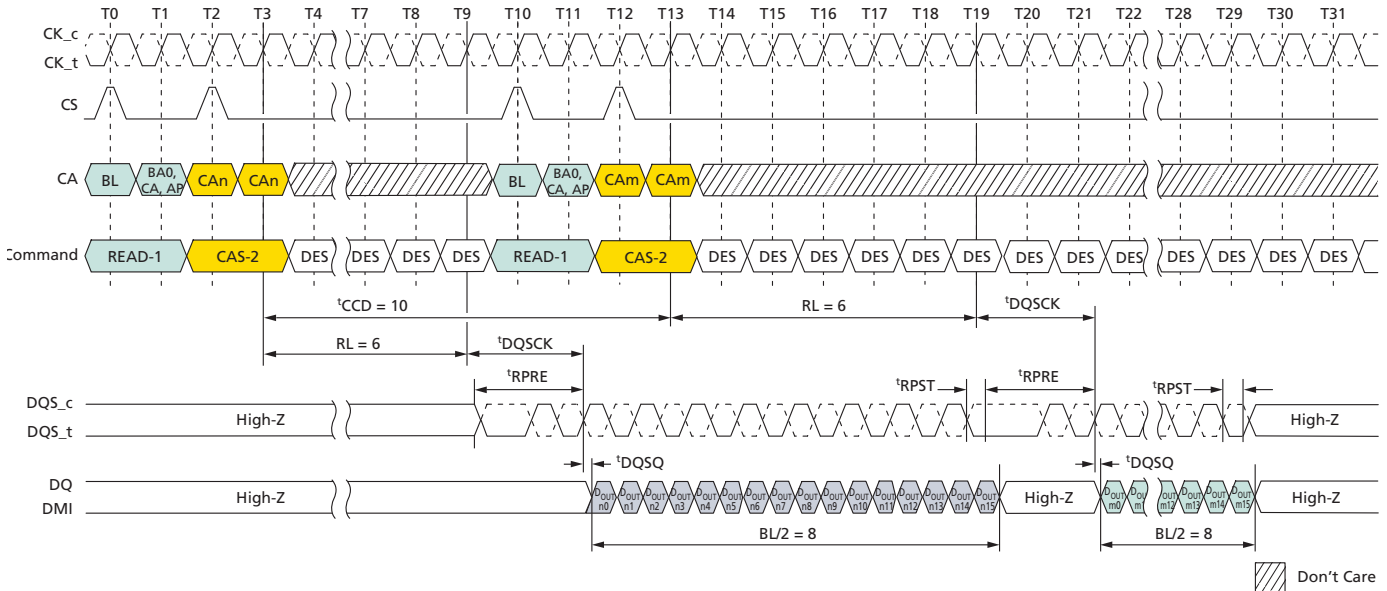 T0 T1 T2 T3 T4 T7 T8 T9 T10 T11 T12 T13 T14 T15 T16 T17 T18 T19 T20 T21 T22 T28 T29 T30 T31
CK_c
CK_t
CS
CA BL BA0, CA, AP CAn CAn BL BA0, CA, AP CAm CAm
Command READ-1 CAS-2 DES DES DES DES READ-1 CAS-2 DES DES DES DES DES DES DES DES DES DES DES DES DES
tCCD = 10 RL = 6 tDQSCK
RL = 6 tDQSCK
tRPRE tRPST tRPRE tRPST
DQS_c
DQS_t High-Z High-Z
tDQSQ tDQSQ
DQ
DMI High-Z DOUT n0 DOUT n1 DOUT n2 DOUT n3 DOUT n4 DOUT n5 DOUT n6 DOUT n7 DOUT n8 DOUT n9 DOUT n10 DOUT n11 DOUT n12 DOUT n13 DOUT n14 DOUT n15 High-Z DOUT m0 DOUT m12 DOUT m13 DOUT m14 DOUT m15 High-Z
BL/2 = 8 BL/2 = 8
Don't Care